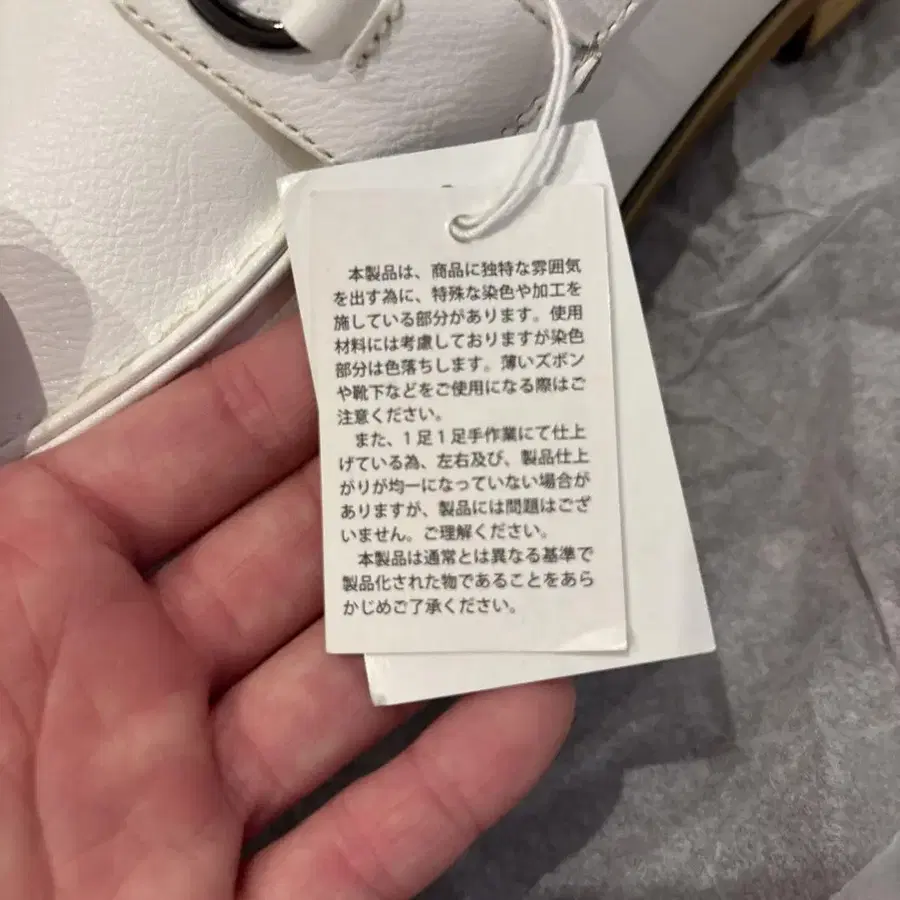 本製品は、商品に独特な雰囲気
を出す為に、特殊な染色や加工を
施している部分があります。使用
材料には考慮しておりますが染色
部分は色落ちします。薄いズボン
や靴下などをご使用になる際はご
注意ください。
また、1足1足手作業にて仕上
げている為、左右及び、製品仕上
がりが均一になっていない場合が
ありますが、製品には問題はござ
いません。ご理解ください。
本製品は通常とは異なる基準で
製品化された物であることをあら
かじめご了承ください。